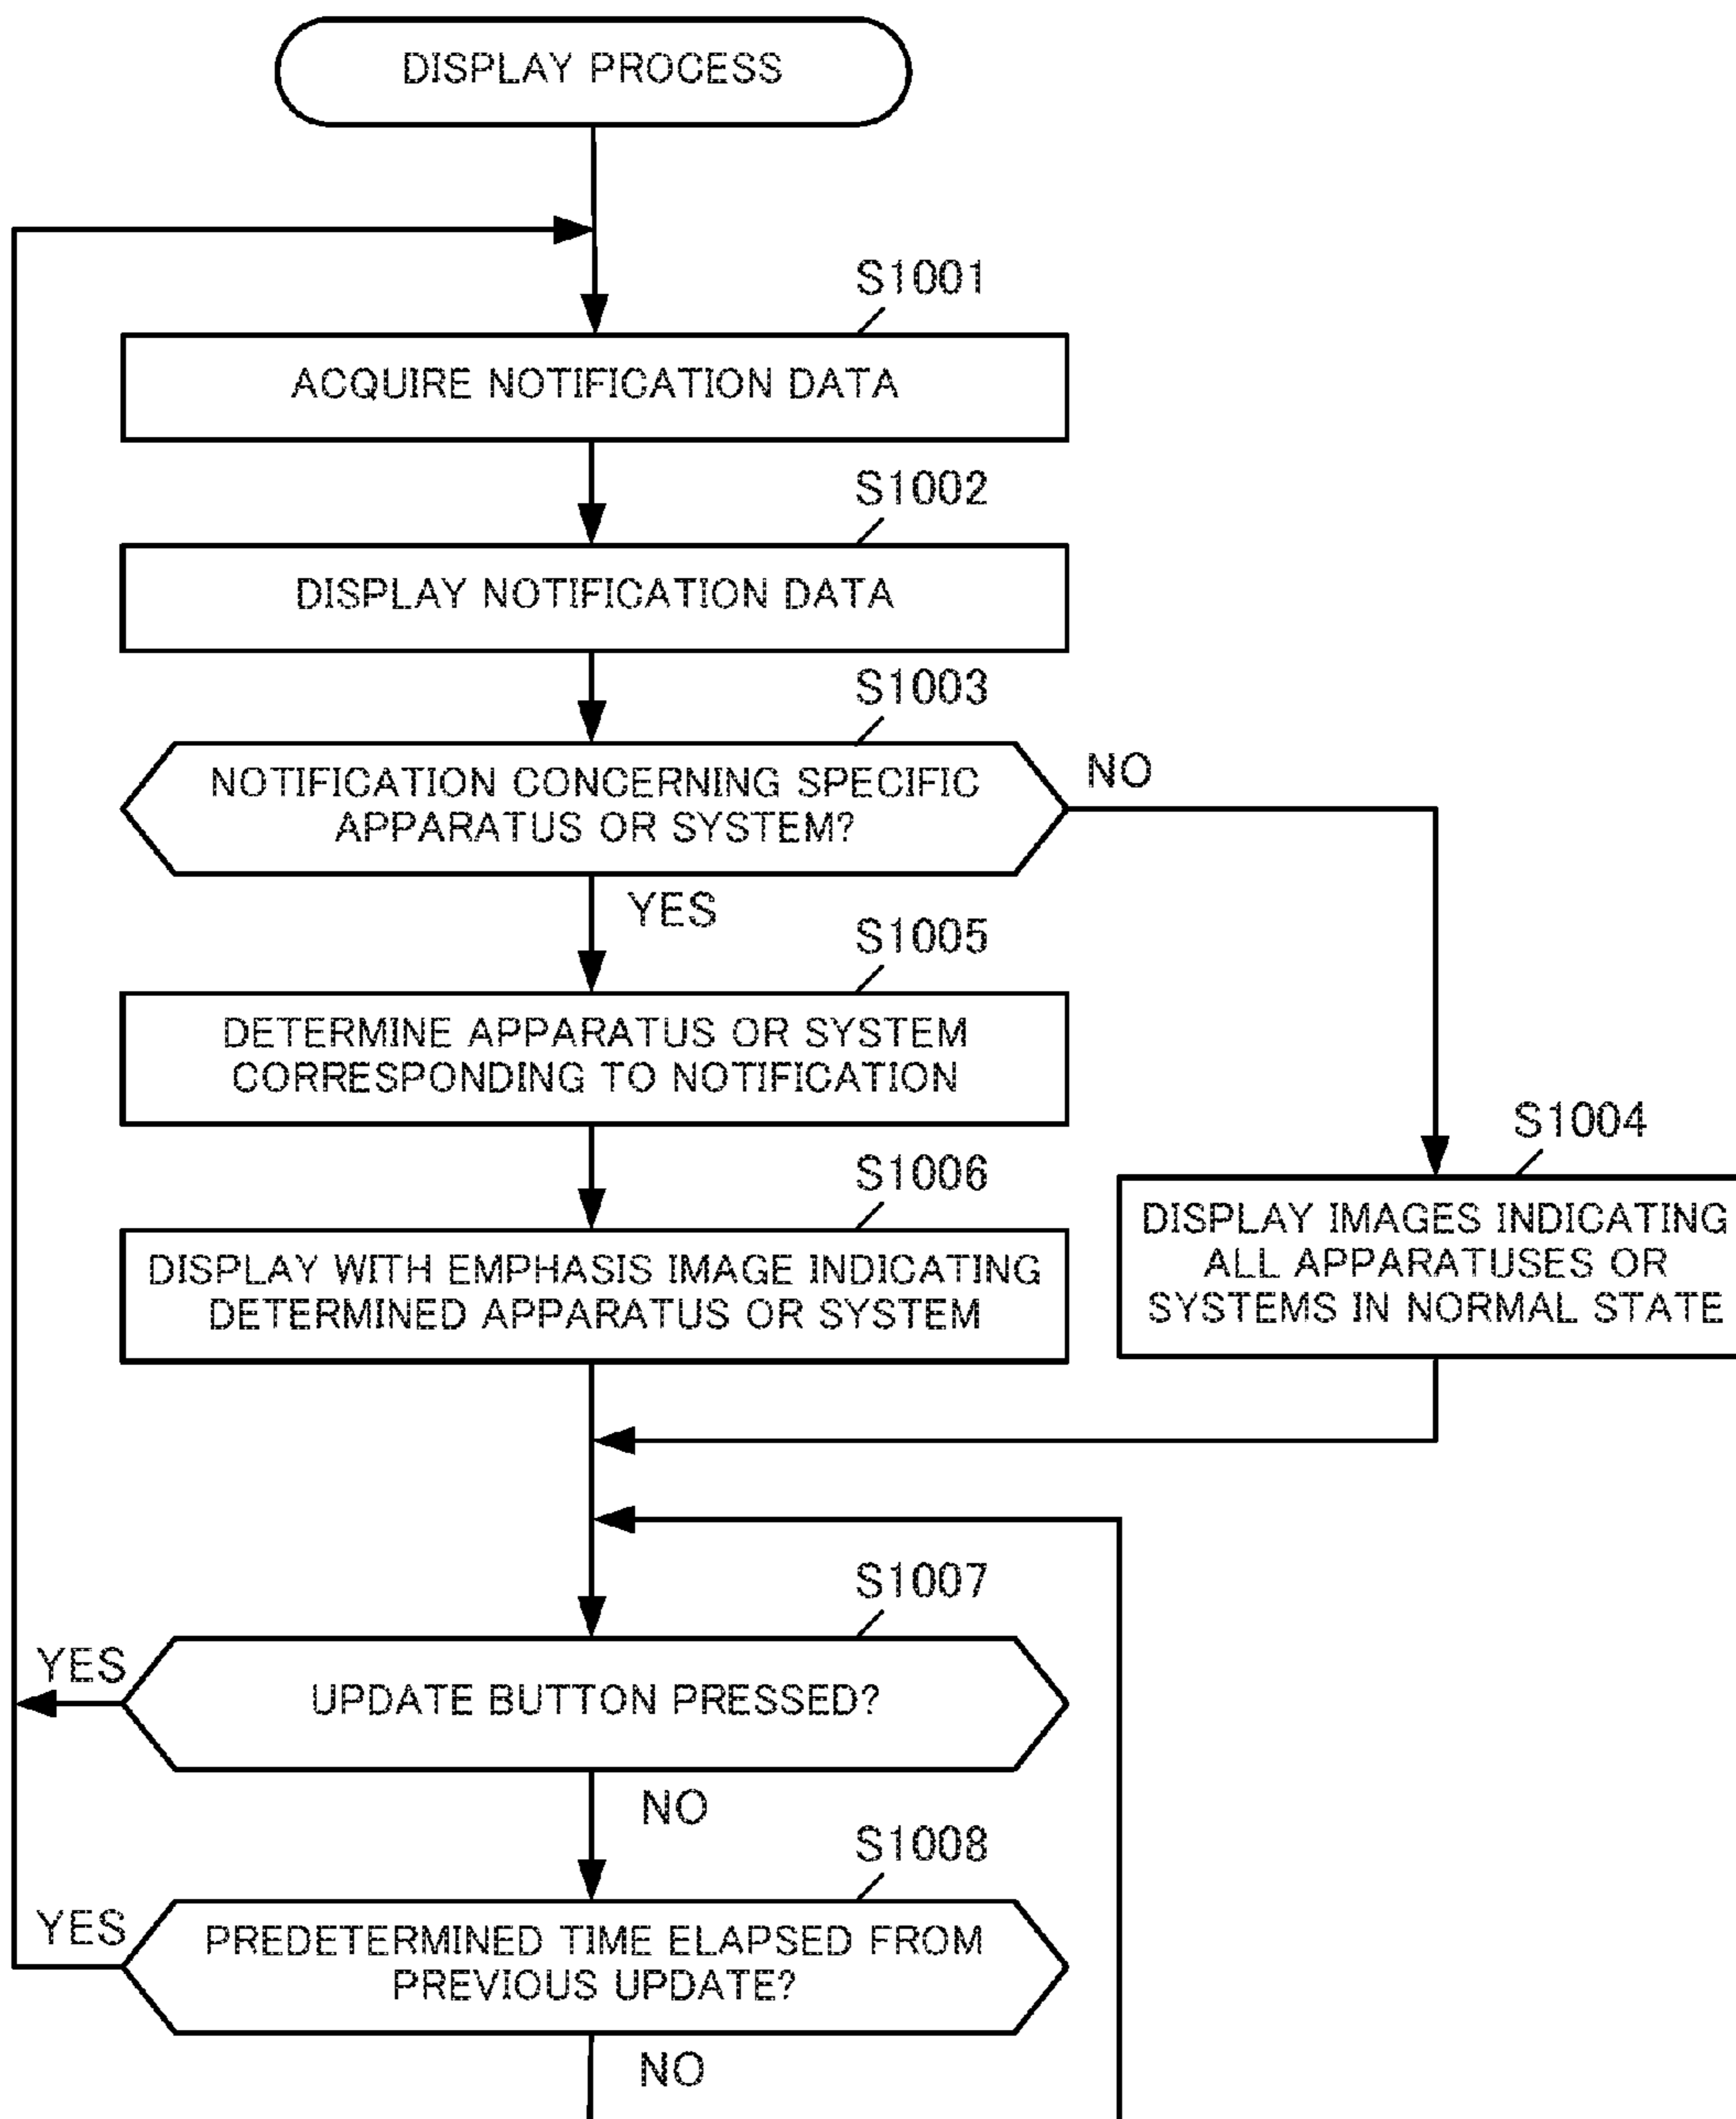 DISPLAY PROCESS
S1001
ACQUIRE NOTIFICATION DATA
S1002
DISPLAY NOTIFICATION DATA
S1003
NOTIFICATION CONCERNING SPECIFIC
APPARATUS OR SYSTEM?
NO
YES
S1005
DETERMINE APPARATUS OR SYSTEM
CORRESPONDING TO NOTIFICATION
S1004
DISPLAY IMAGES INDICATING
ALL APPARATUSES OR
SYSTEMS IN NORMAL STATE
S1006
DISPLAY WITH EMPHASIS IMAGE INDICATING
DETERMINED APPARATUS OR SYSTEM
S1007
YES
UPDATE BUTTON PRESSED?
NO
S1008
YES
PREDETERMINED TIME ELAPSED FROM
PREVIOUS UPDATE?
NO